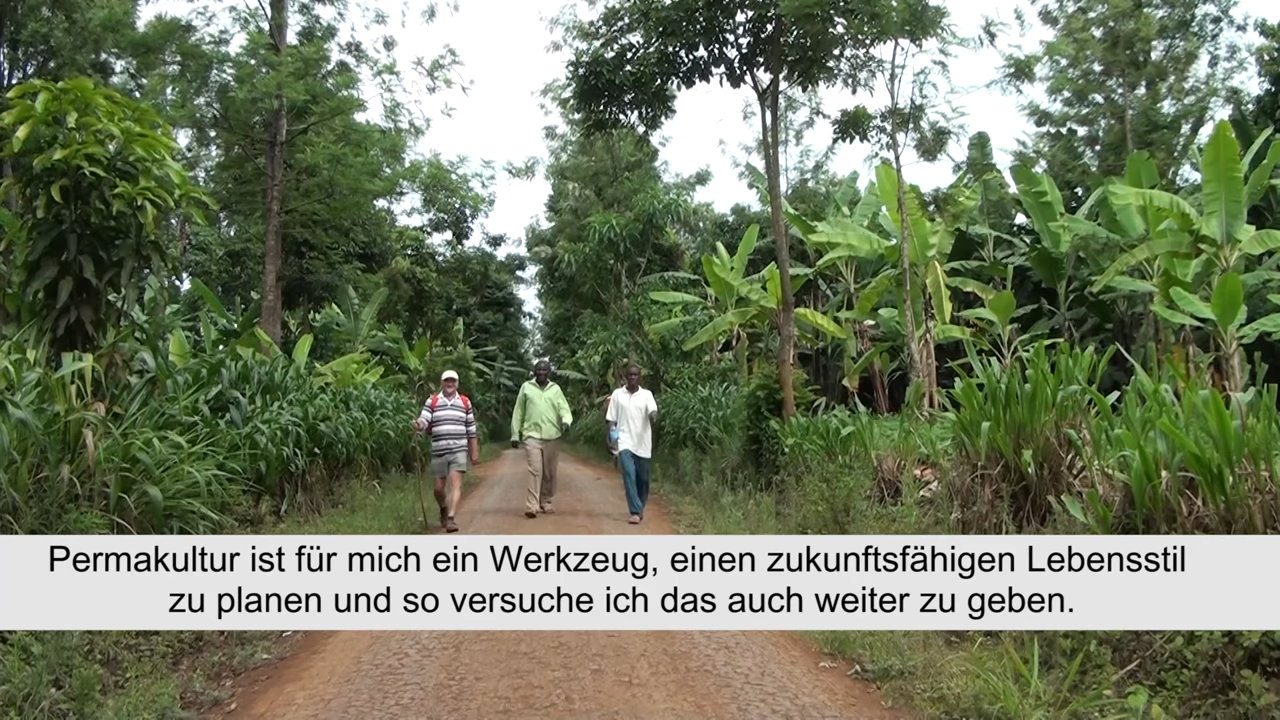 Permakultur ist für mich ein Werkzeug, einen zukunftsfähigen Lebensstil
zu planen und so versuche ich das auch weiter zu geben.